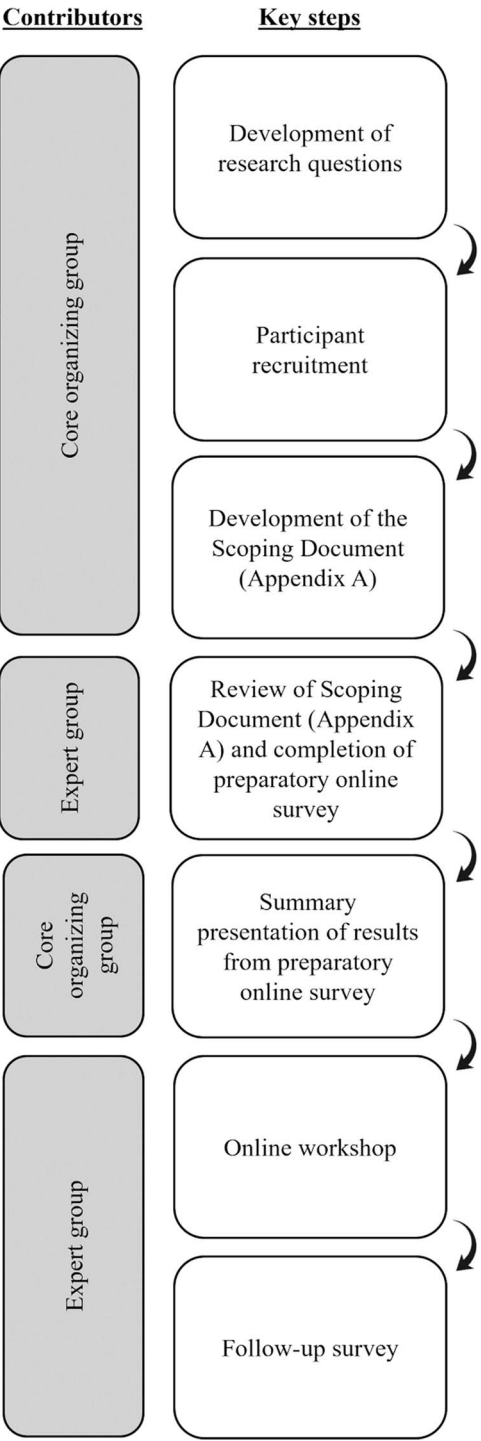 Contributors
Key steps
Core organizing group
Development of
research questions
Participant
recruitment
Development of the
Scoping Document
(Appendix A)
Expert group
Review of Scoping
Document (Appendix
A) and completion of
preparatory online
survey
Core
organizing
group
Summary
presentation of results
from preparatory
online survey
Expert group
Online workshop
Follow-up survey